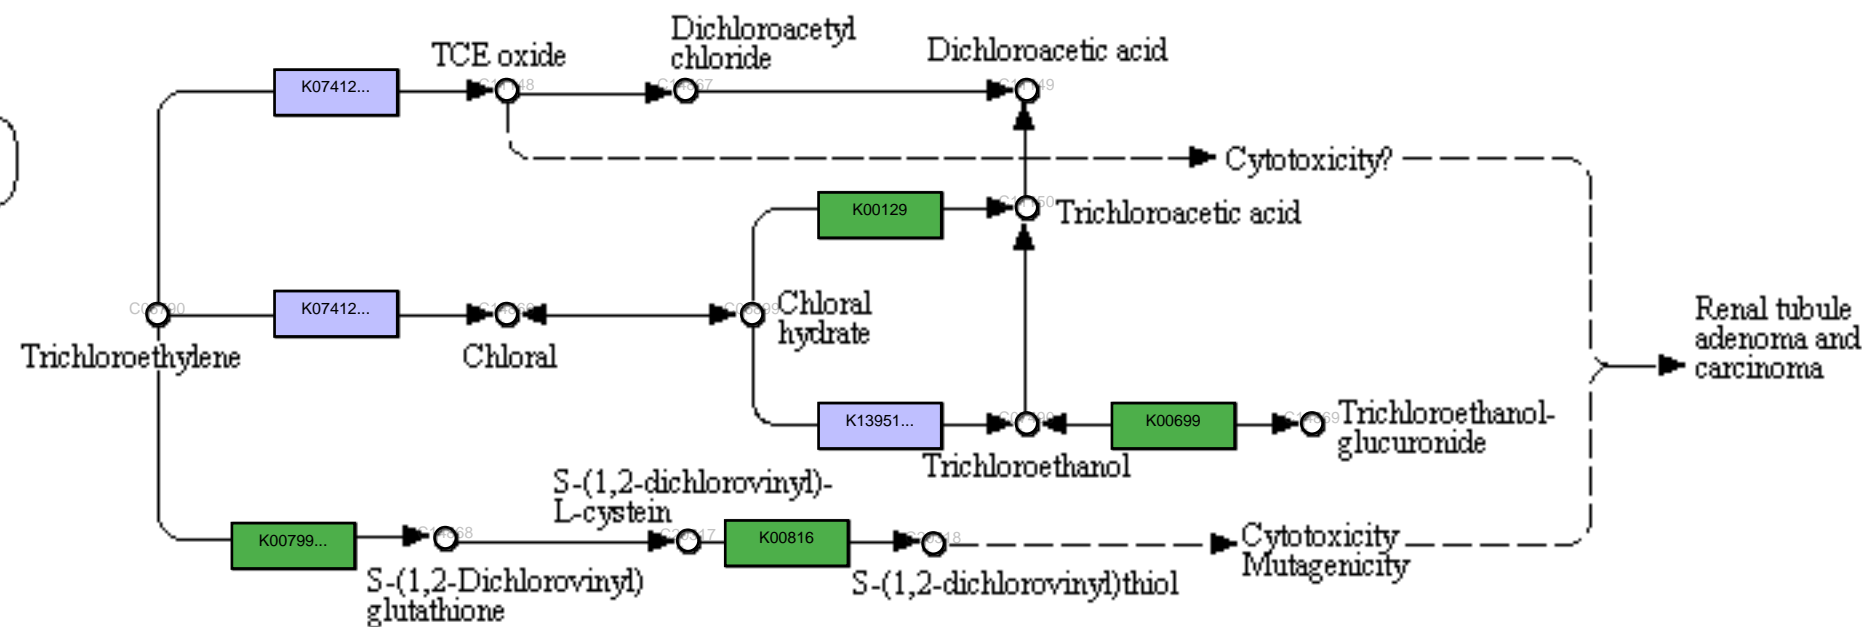 Dichloroacetyl
chloride
TCE oxide
Dichloroacetic acid
K07412...
Cytotoxicity?
K00129
Trichloroacetic acid
K07412...
Chloral
hydrate
Trichloroethylene
Chloral
Renal tubule
adenoma and
carcinoma
K13951...
K00699
Trichloroethanol-
glucuronide
Trichloroethanol
S-(1,2-dichlorovinyl)-
L-cystein
K00799...
K00816
Cytotoxicity
Mutagenicity
S-(1,2-Dichlorovinyl)
glutathione
S-(1,2-dichlorovinyl)thiol